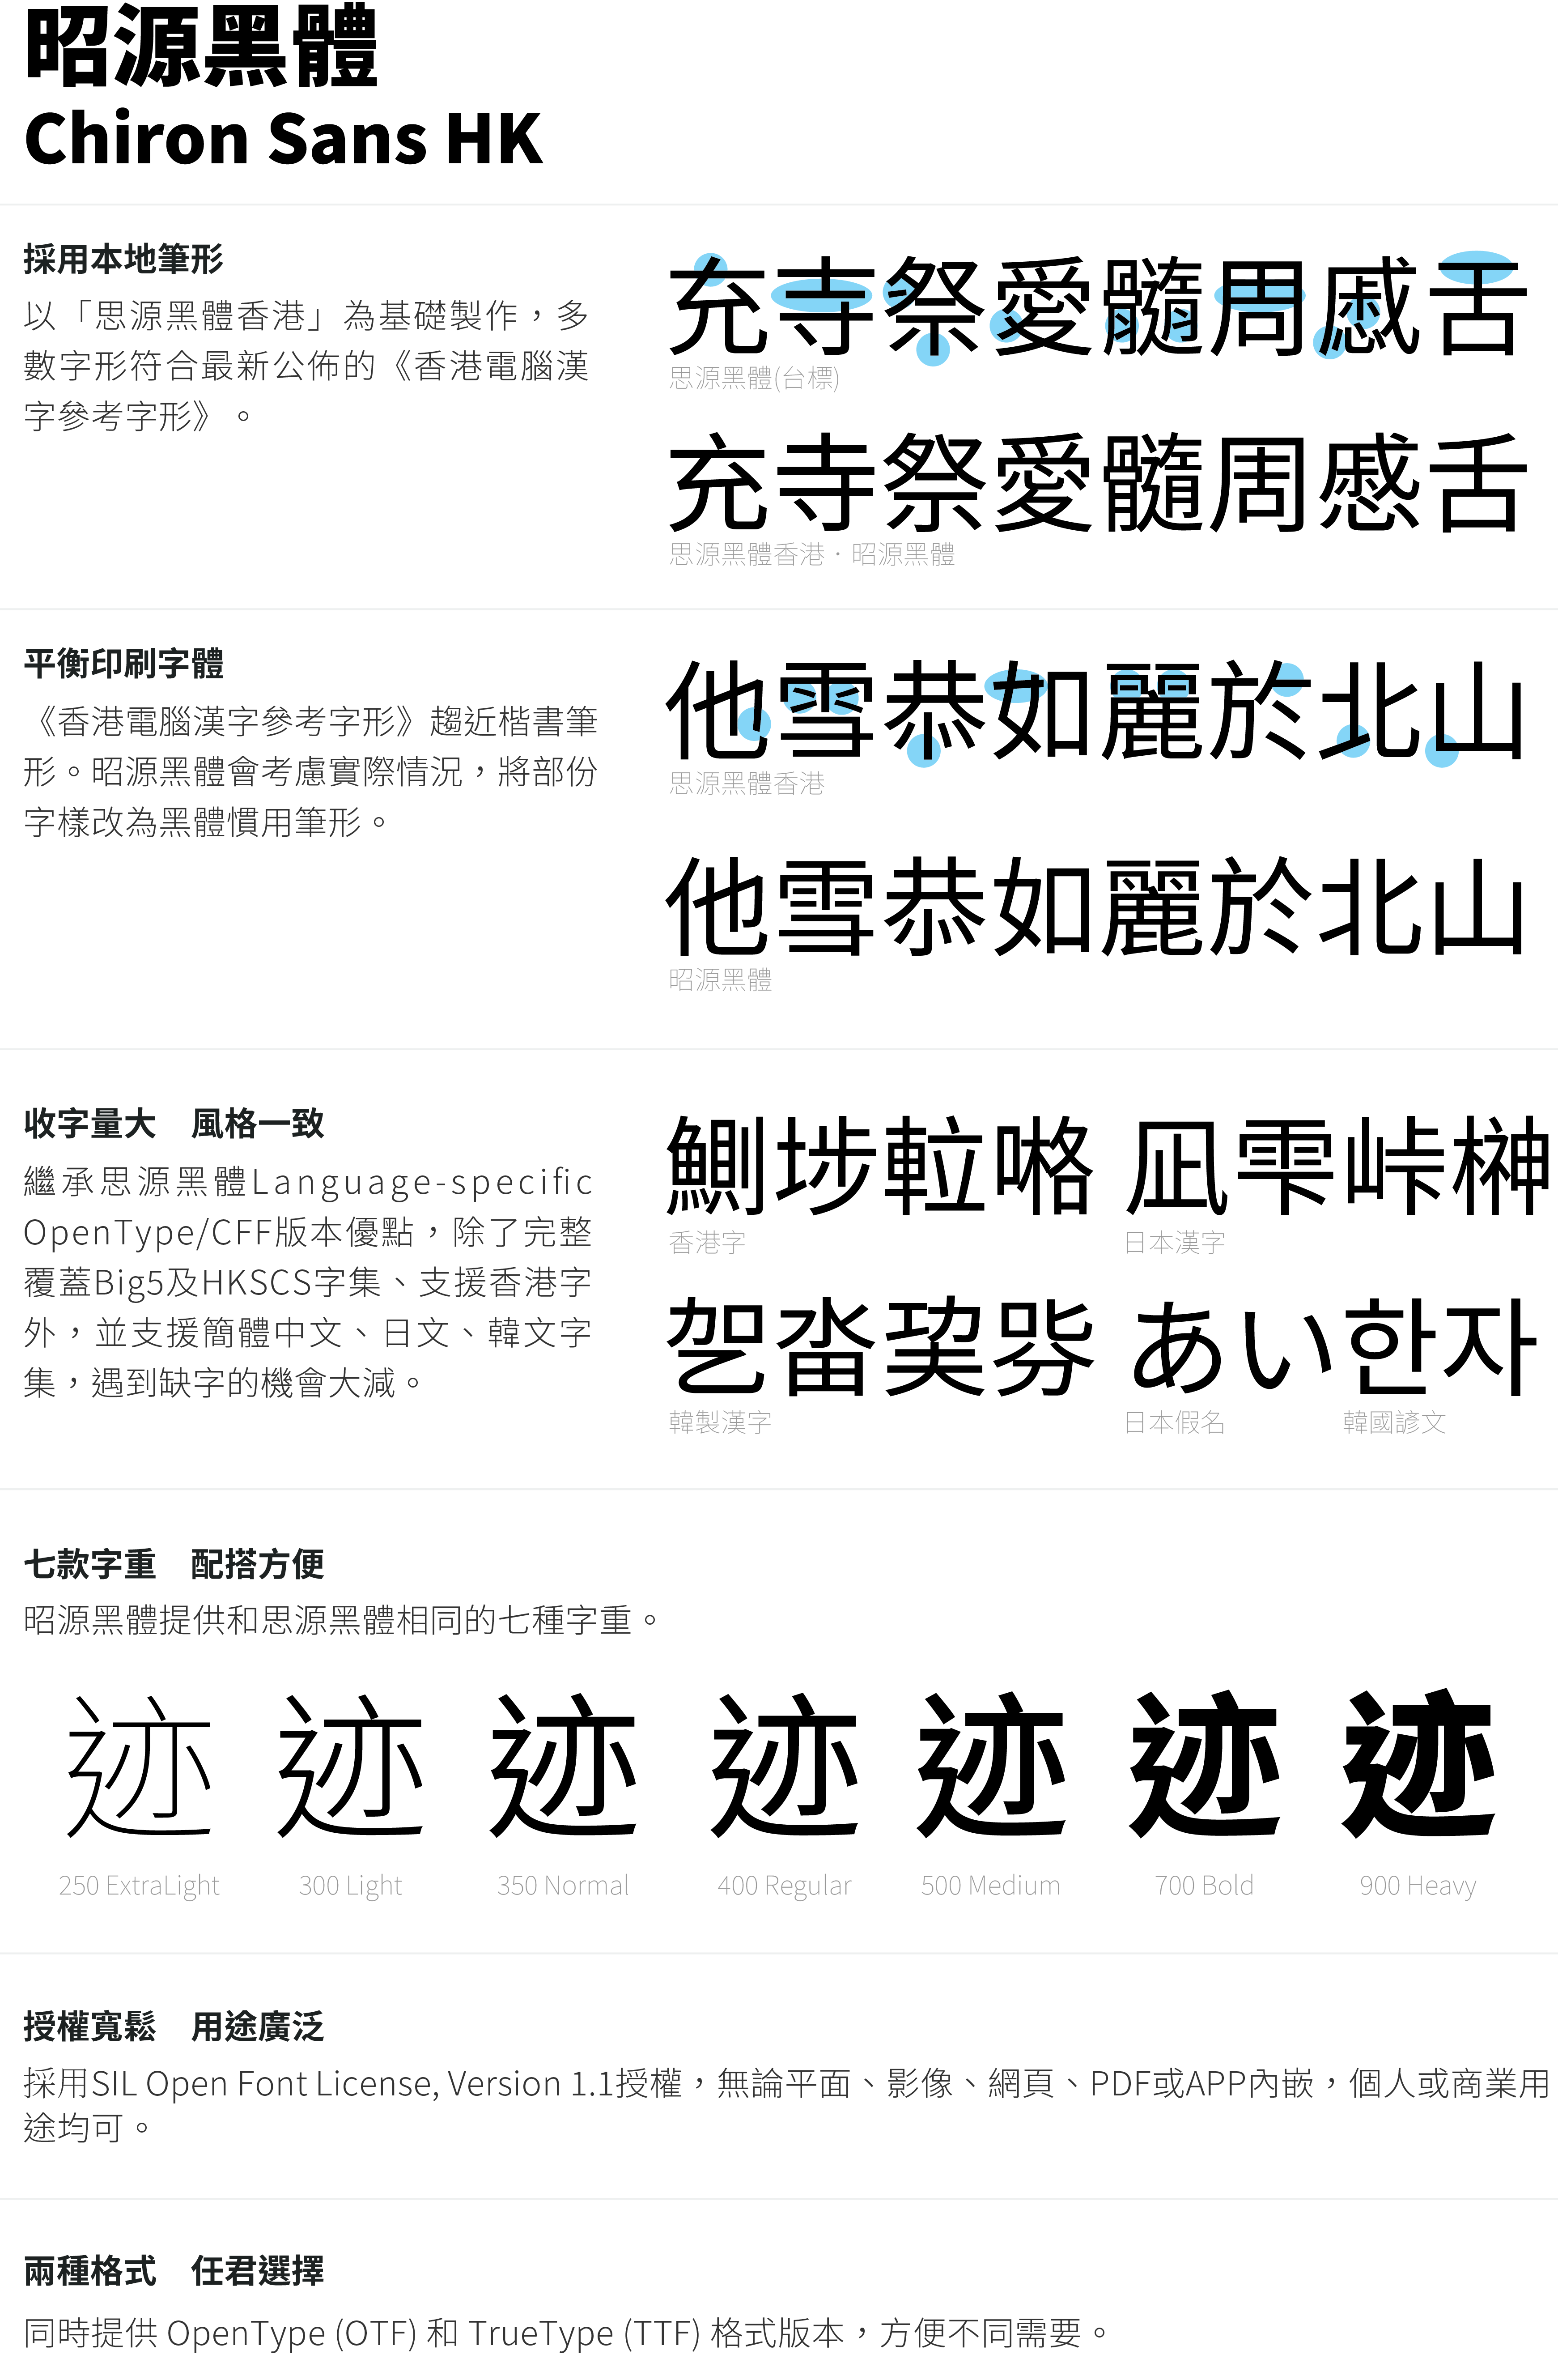 昭源黑體
Chiron Sans HK
採用本地筆形
以「思源黑體香港」為基礎製作，多
數字形符合最新公佈的《香港電腦漢
字參考字形》。
充寺祭愛髓周慼舌
思源黑體(台標)
充寺祭愛髓周慼舌
思源黑體香港．昭源黑體
平衡印刷字體
《香港電腦漢字參考字形》趨近楷書筆
形。昭源黑體會考慮實際情況，將部份
字樣改為黑體慣用筆形。
他雪恭如麗於北山
思源黑體香港
他雪恭如麗於北山
昭源黑體
收字量大　風格一致
繼承思源黑體Language-specific
OpenType/CFF版本優點，除了完整
覆蓋Big5及HKSCS字集、支援香港字
外，並支援簡體中文、日文、韓文字
集，遇到缺字的機會大減。
鰂埗𨋢㗎 凪雫峠榊
香港字 日本漢字
乫畓巭哛 あい한자
韓製漢字 日本假名 韓國諺文
七款字重　配搭方便
昭源黑體提供和思源黑體相同的七種字重。
迹 迹 迹 迹 迹 迹 迹
250 ExtraLight 300 Light 350 Normal 400 Regular 500 Medium 700 Bold 900 Heavy
授權寬鬆　用途廣泛
採用SIL Open Font License, Version 1.1授權，無論平面、影像、網頁、PDF或APP內嵌，個人或商業用
途均可。
兩種格式　任君選擇
同時提供 OpenType (OTF) 和 TrueType (TTF) 格式版本，方便不同需要。